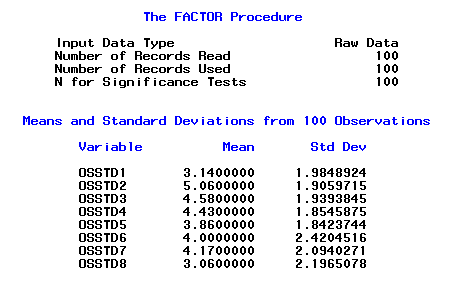 The FACTOR Procedure
Input Data Type Raw Data
Number of Records Read 100
Number of Records Used 100
N for Significance Tests 100
Means and Standard Deviations from 100 Observations
Variable Mean Std Dev
OSSTD1 3.1400000 1.9848924
OSSTD2 5.0600000 1.9059715
OSSTD3 4.5800000 1.9393845
OSSTD4 4.4300000 1.8545875
OSSTD5 3.8600000 1.8423744
OSSTD6 4.0000000 2.4204516
OSSTD7 4.1700000 2.0940271
OSSTD8 3.0600000 2.1965078